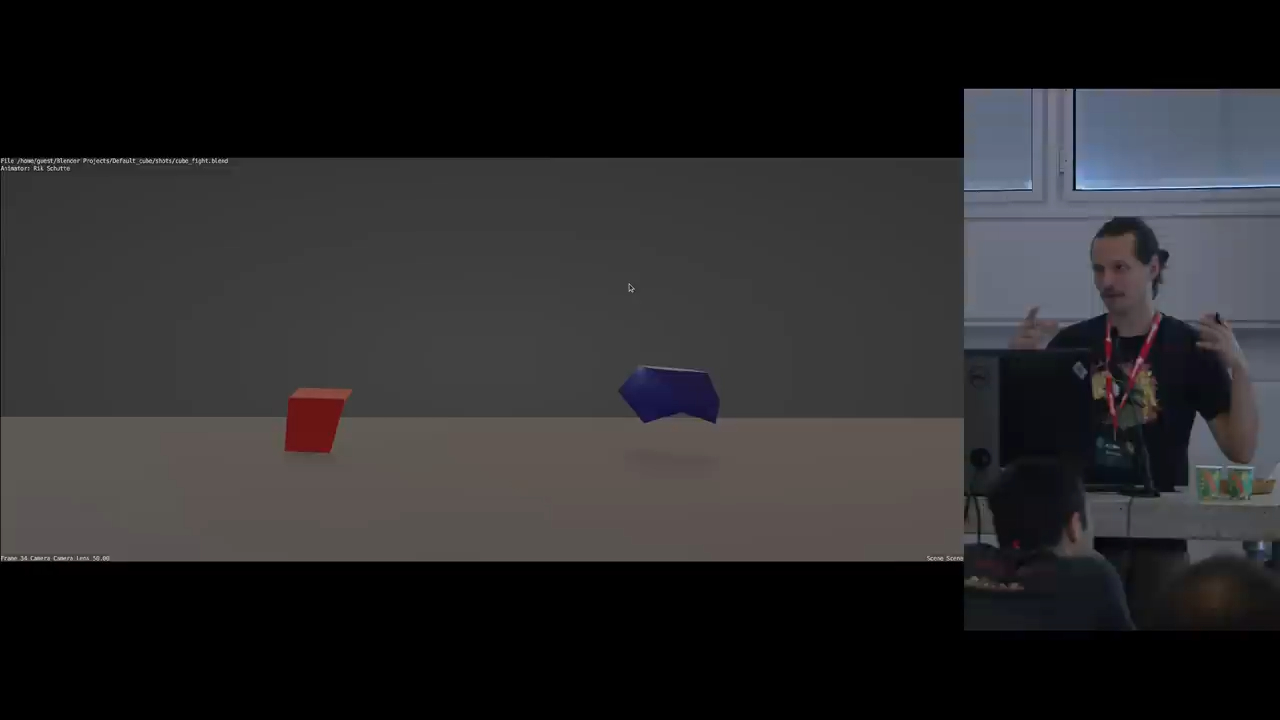 File /home/guest/Blender Projects/Default_cube/shots/cube_fight.blend
Animator: Rik Schutte
Frame 34 Camera Camera Lens 50.00
Scene Scene